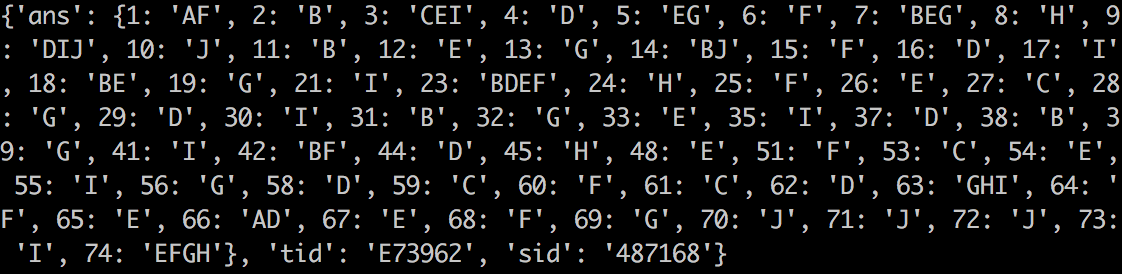 {'ans': {1: 'AF', 2: 'B', 3: 'CEI', 4: 'D', 5: 'EG', 6: 'F', 7: 'BEG', 8: 'H', 9
: 'DIJ', 10: 'J', 11: 'B', 12: 'E', 13: 'G', 14: 'BJ', 15: 'F', 16: 'D', 17: 'I'
, 18: 'BE', 19: 'G', 21: 'I', 23: 'BDEF', 24: 'H', 25: 'F', 26: 'E', 27: 'C', 28
: 'G', 29: 'D', 30: 'I', 31: 'B', 32: 'G', 33: 'E', 35: 'I', 37: 'D', 38: 'B', 3
9: 'G', 41: 'I', 42: 'BF', 44: 'D', 45: 'H', 48: 'E', 51: 'F', 53: 'C', 54: 'E',
 55: 'I', 56: 'G', 58: 'D', 59: 'C', 60: 'F', 61: 'C', 62: 'D', 63: 'GHI', 64: '
F', 65: 'E', 66: 'AD', 67: 'E', 68: 'F', 69: 'G', 70: 'J', 71: 'J', 72: 'J', 73:
 'I', 74: 'EFGH'}, 'tid': 'E73962', 'sid': '487168'}